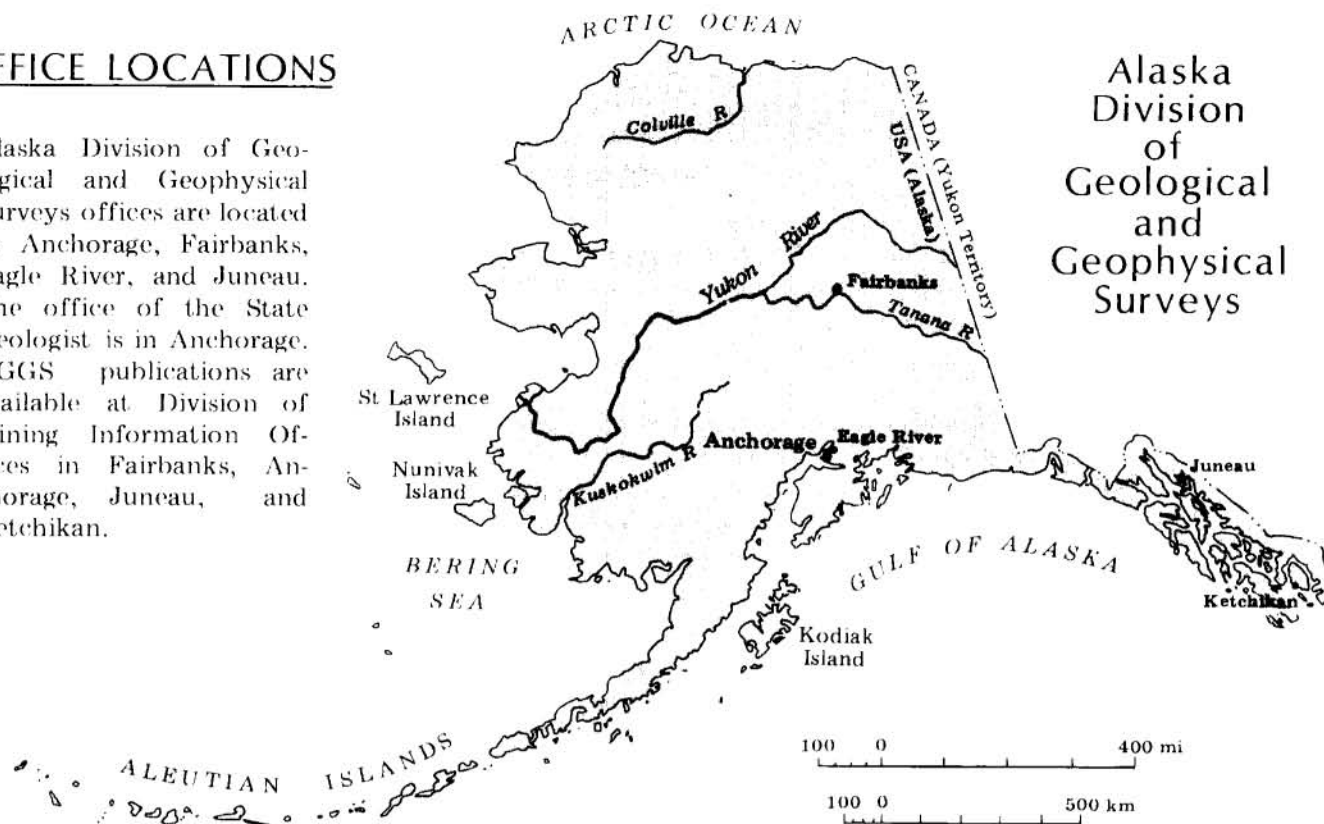 FFICE LOCATIONS
laska Division of Geo-
gical and Geophysical
urveys offices are located
Anchorage, Fairbanks,
agle River, and Juneau.
he office of the State
eologist is in Anchorage.
GGS publications are
ailable at Division of
ining Information Of-
ces in Fairbanks, An-
orage, Juneau, and
etchikan.
ARCTIC OCEAN
Colville R
CANADA (Yukon Territory)
USA (Alaska)
Yukon River
Fairbanks
Tanana R
St Lawrence
Island
Nunivak
Island
Kuskokwim R
Anchorage
Eagle River
Juneau
Ketchikan
BERING
SEA
GULF OF ALASKA
Kodiak
Island
ALEUTIAN ISLANDS
Alaska
Division
of
Geological
and
Geophysical
Surveys
100 0 400 mi
100 0 500 km